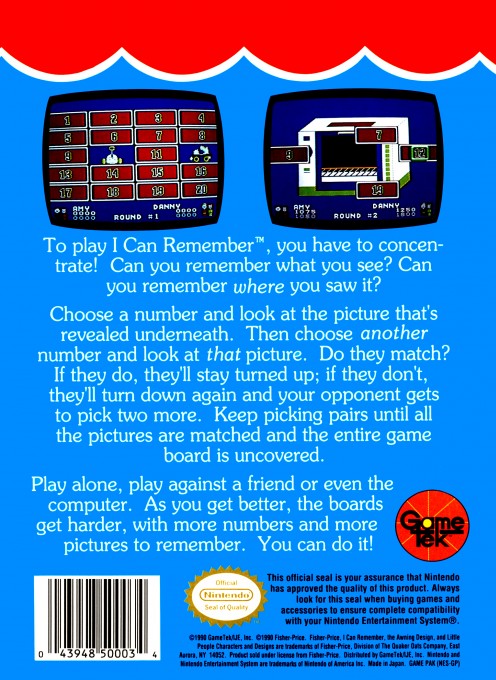 1 2 3 4
5 6 7 8
9 11
13 14 15 16
17 18 19 20
AMY DANNY
0000 0000
0000 ROUND #1 0000
7
9 12
19
AMY DANNY
1075 1250
ROUND #2
To play I Can Remember™, you have to concen-
trate! Can you remember what you see? Can
you remember where you saw it?
Choose a number and look at the picture that's
revealed underneath. Then choose another
number and look at that picture. Do they match?
If they do, they'll stay turned up; if they don't,
they'll turn down again and your opponent gets
to pick two more. Keep picking pairs until all
the pictures are matched and the entire game
board is uncovered.
Play alone, play against a friend or even the
computer. As you get better, the boards
get harder, with more numbers and more
pictures to remember. You can do it!
Game
Tek
0 43948 50003 4
Official
Nintendo
Seal of Quality
This official seal is your assurance that Nintendo
has approved the quality of this product. Always
look for this seal when buying games and
accessories to ensure complete compatibility
with your Nintendo Entertainment System®.
©1990 GameTek/IJE, Inc. ©1990 Fisher-Price. Fisher-Price, I Can Remember, the Awning Design, and Little
People Characters and Designs are trademarks of Fisher-Price, Division of The Quaker Oats Company, East
Aurora, NY 14052. Product sold under license from Fisher-Price. Distributed by GameTek/IJE, Inc. Nintendo and
Nintendo Entertainment System are trademarks of Nintendo of America Inc. Made in Japan. GAME PAK (NES-GP)